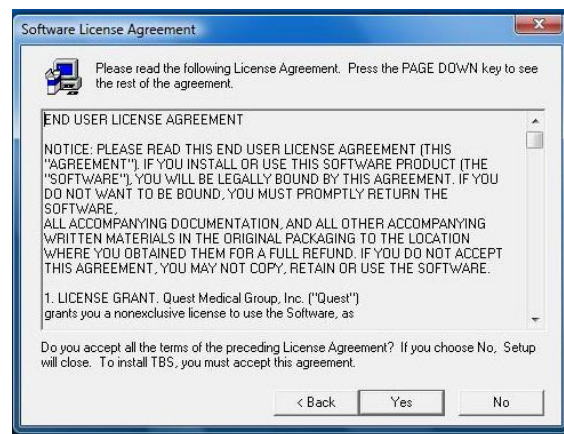 Software License Agreement
Please read the following License Agreement. Press the PAGE DOWN key to see
the rest of the agreement.
END USER LICENSE AGREEMENT
NOTICE: PLEASE READ THIS END USER LICENSE AGREEMENT (THIS
"AGREEMENT"). IF YOU INSTALL OR USE THIS SOFTWARE PRODUCT (THE
"SOFTWARE"), YOU WILL BE LEGALLY BOUND BY THIS AGREEMENT. IF YOU
DO NOT WANT TO BE BOUND, YOU MUST PROMPTLY RETURN THE
SOFTWARE,
ALL ACCOMPANYING DOCUMENTATION, AND ALL OTHER ACCOMPANYING
WRITTEN MATERIALS IN THE ORIGINAL PACKAGING TO THE LOCATION
WHERE YOU OBTAINED THEM FOR A FULL REFUND. IF YOU DO NOT ACCEPT
THIS AGREEMENT, YOU MAY NOT COPY, RETAIN OR USE THE SOFTWARE.
1. LICENSE GRANT. Quest Medical Group, Inc. ("Quest")
grants you a nonexclusive license to use the Software, as
Do you accept all the terms of the preceding License Agreement? If you choose No, Setup
will close. To install TBS, you must accept this agreement.
< Back Yes No